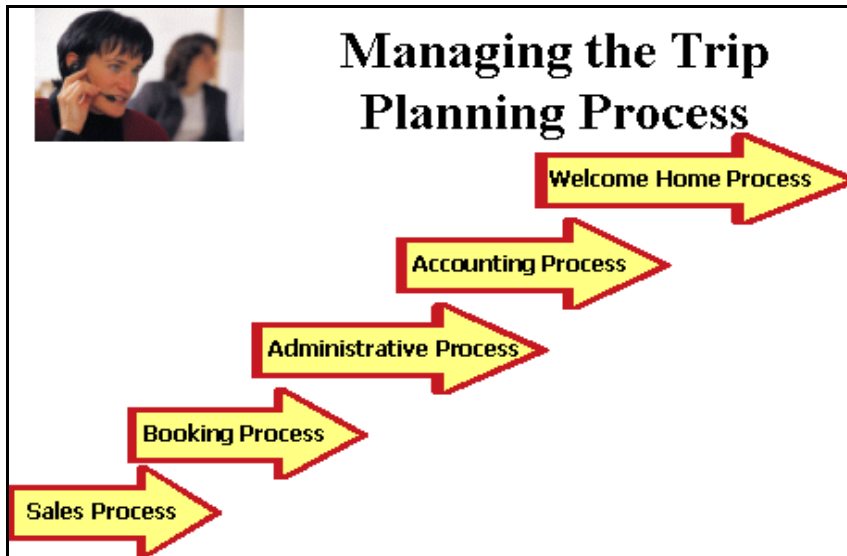 Managing the Trip
Planning Process
Welcome Home Process
Accounting Process
Administrative Process
Booking Process
Sales Process